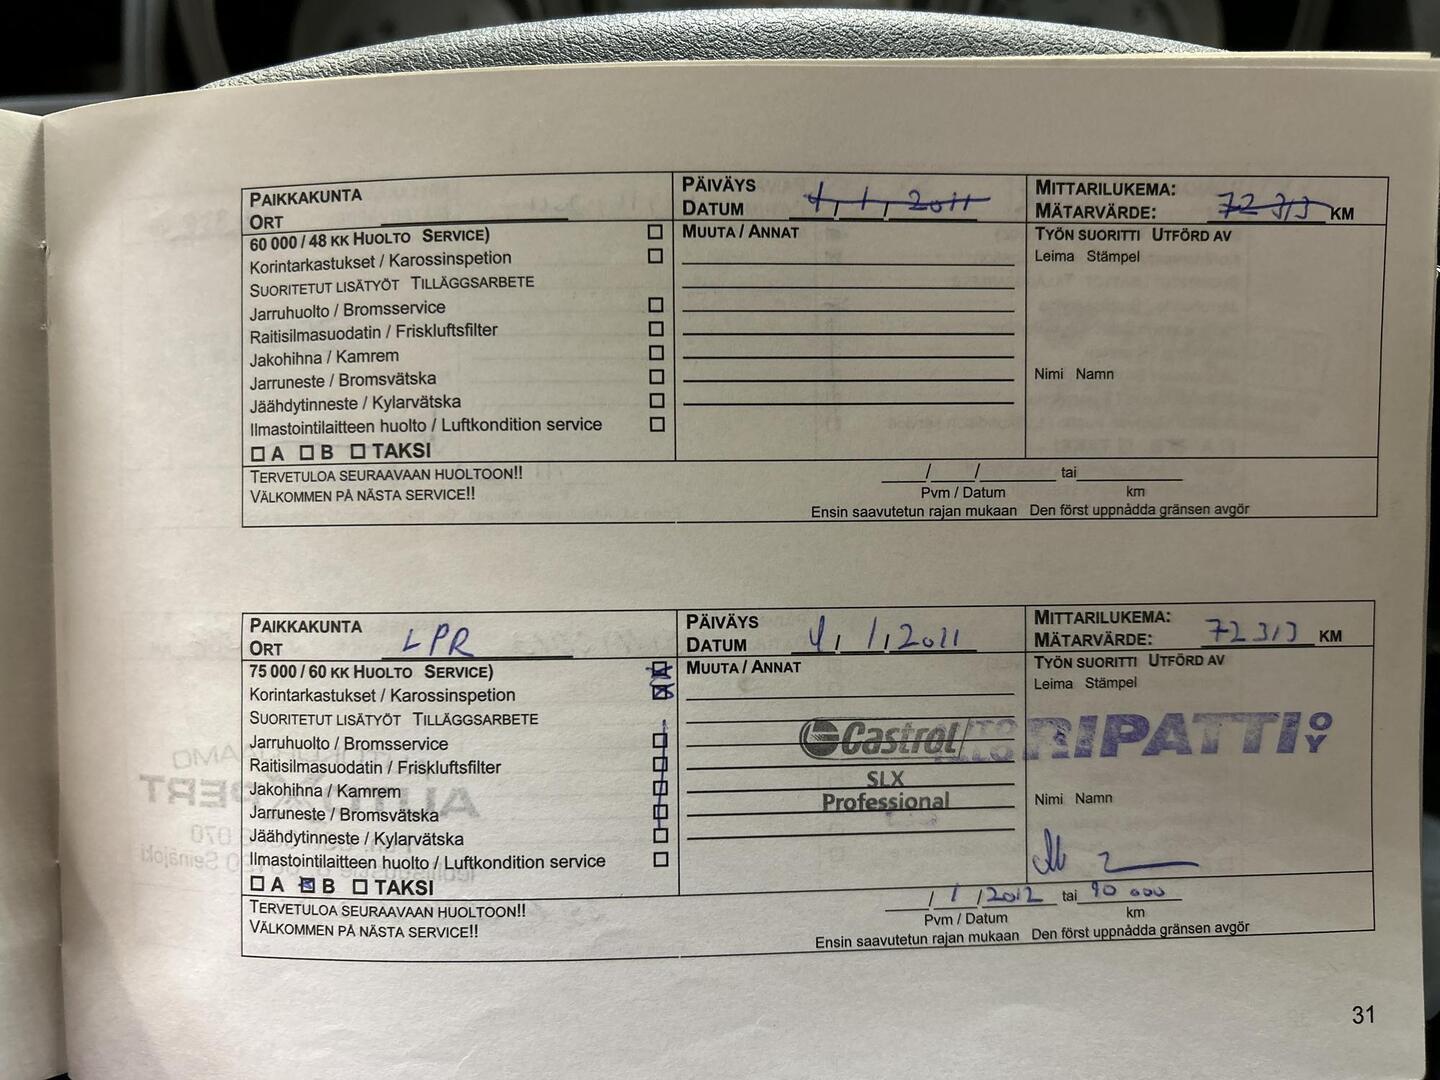 PAIKKAKUNTA
ORT
PÄIVÄYS
DATUM 4, 1, 2011
MITTARILUKEMA:
MÄTARVÄRDE: 72 313 KM
60 000 / 48 KK HUOLTO SERVICE)
MUUTA / ANNAT
TYÖN SUORITTI UTFÖRD AV
Korintarkastukset / Karossinspetion
Leima Stämpel
SUORITETUT LISÄTYÖT TILLÄGGSARBETE
Jarruhuolto / Bromsservice
Raitisilmasuodatin / Friskluftsfilter
Jakohihna / Kamrem
Jarruneste / Bromsvätska
Nimi Namn
Jäähdytinneste / Kylarvätska
Ilmastointilaitteen huolto / Luftkondition service
A B TAKSI
TERVETULOA SEURAAVAAN HUOLTOON!!
/ / tai
VÄLKOMMEN PÅ NÄSTA SERVICE!!
Pvm / Datum km
Ensin saavutetun rajan mukaan Den först uppnådda gränsen avgör
PAIKKAKUNTA
ORT LPR
PÄIVÄYS
DATUM 4, 1, 2011
MITTARILUKEMA:
MÄTARVÄRDE: 72 313 KM
75 000 / 60 KK HUOLTO SERVICE)
MUUTA / ANNAT
TYÖN SUORITTI UTFÖRD AV
Korintarkastukset / Karossinspetion
Leima Stämpel
SUORITETUT LISÄTYÖT TILLÄGGSARBETE
Jarruhuolto / Bromsservice
Castrol
RIPATTI OY
Raitisilmasuodatin / Friskluftsfilter
SLX
Jakohihna / Kamrem
Professional
Nimi Namn
Jarruneste / Bromsvätska
Jäähdytinneste / Kylarvätska
Ilmastointilaitteen huolto / Luftkondition service
A B TAKSI
TERVETULOA SEURAAVAAN HUOLTOON!!
/ 1 / 2012 tai 90 000
VÄLKOMMEN PÅ NÄSTA SERVICE!!
Pvm / Datum km
Ensin saavutetun rajan mukaan Den först uppnådda gränsen avgör
31